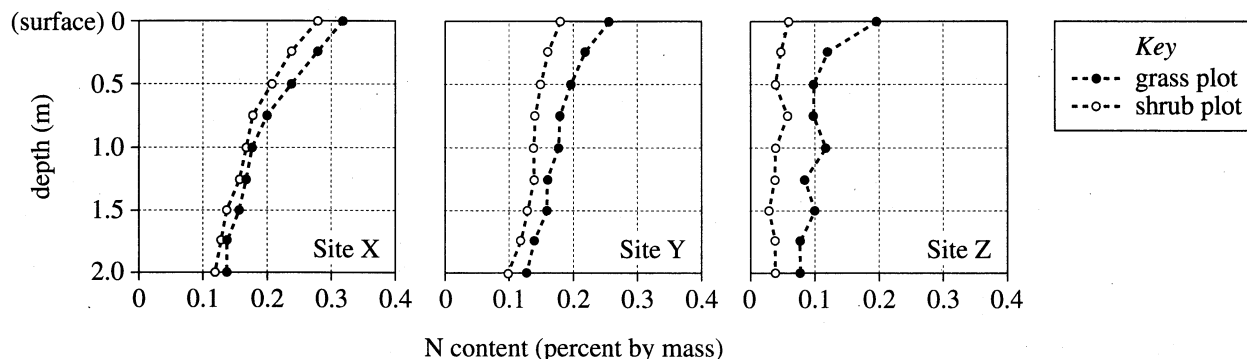 (surface) 0
0.5
1.0
1.5
2.0
depth (m)
Site X
Site Y
Site Z
0 0.1 0.2 0.3 0.4
0 0.1 0.2 0.3 0.4
0 0.1 0.2 0.3 0.4
N content (percent by mass)
Key
grass plot
shrub plot